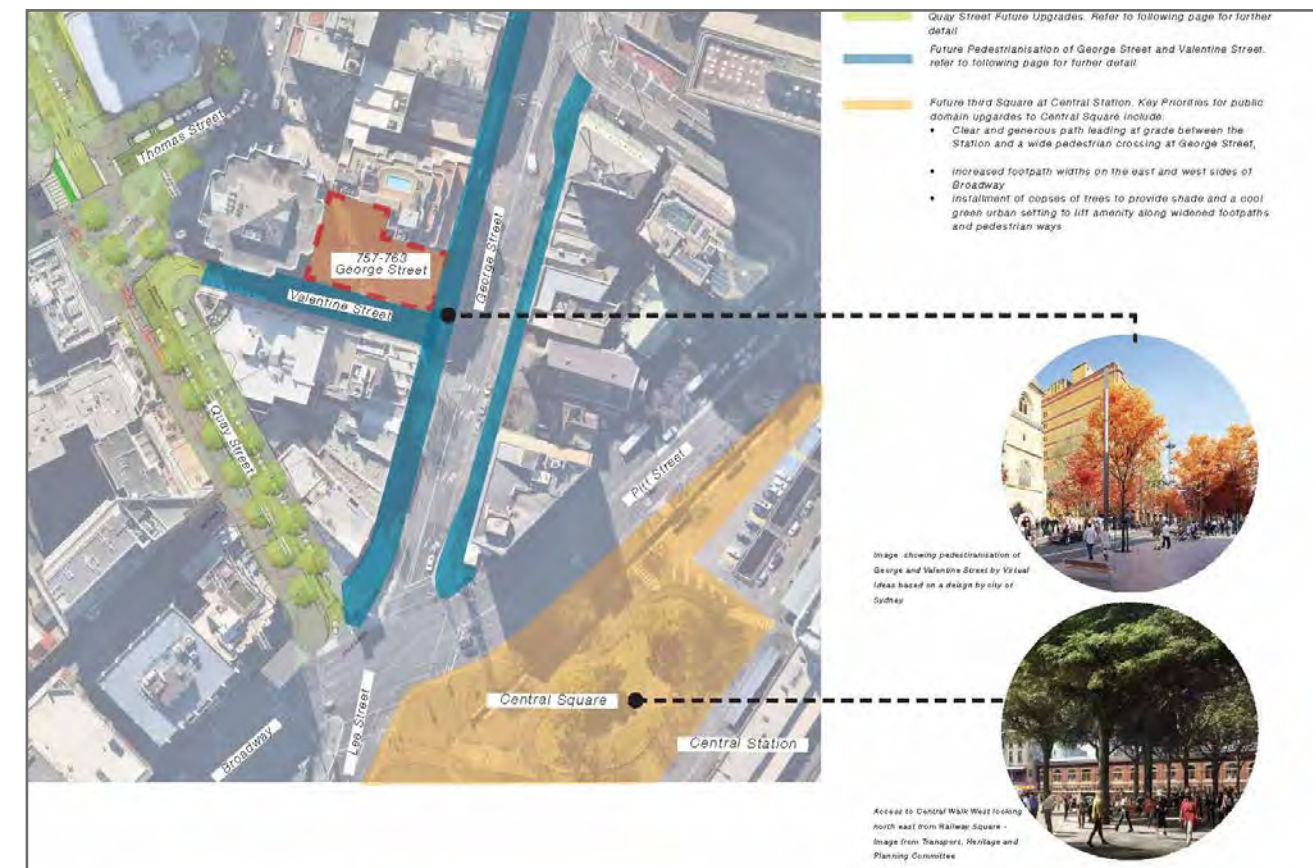 Quay Street Future Upgrades. Refer to following page for further
detail
Future Pedestrianisation of George Street and Valentine Street.
refer to following page for furher detail
Future third Square at Central Station. Key Priorities for public
domain upgardes to Central Square include:
• Clear and generous path leading at grade between the
Station and a wide pedestrian crossing at George Street,
• increased footpath widths on the east and west sides of
Broadway
• Installment of copses of trees to provide shade and a cool
green urban setting to lift amenity along widened footpaths
and pedestrian ways
Thomas Street
757-763
George Street
George Street
Valentine Street
Quay Street
Pitt Street
Central Square
Central Station
Lee Street
Broadway
Image showing pedestiranisation of
George and Valentine Street by Virtual
Ideas based on a deisgn by city of
Sydney
Access to Central Walk West looking
north east from Railway Square -
Image from Transport, Heritage and
Planning Committee